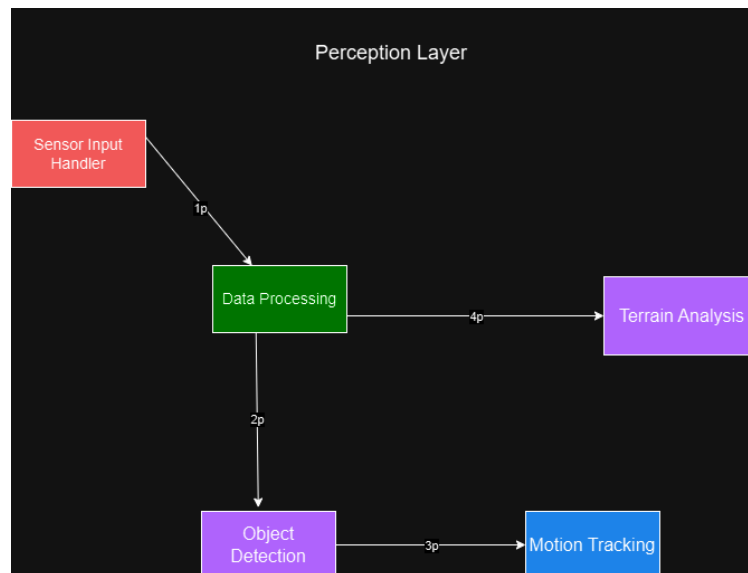 Perception Layer
Sensor Input
Handler
1p
Data Processing
4p
Terrain Analysis
2p
Object
Detection
3p
Motion Tracking